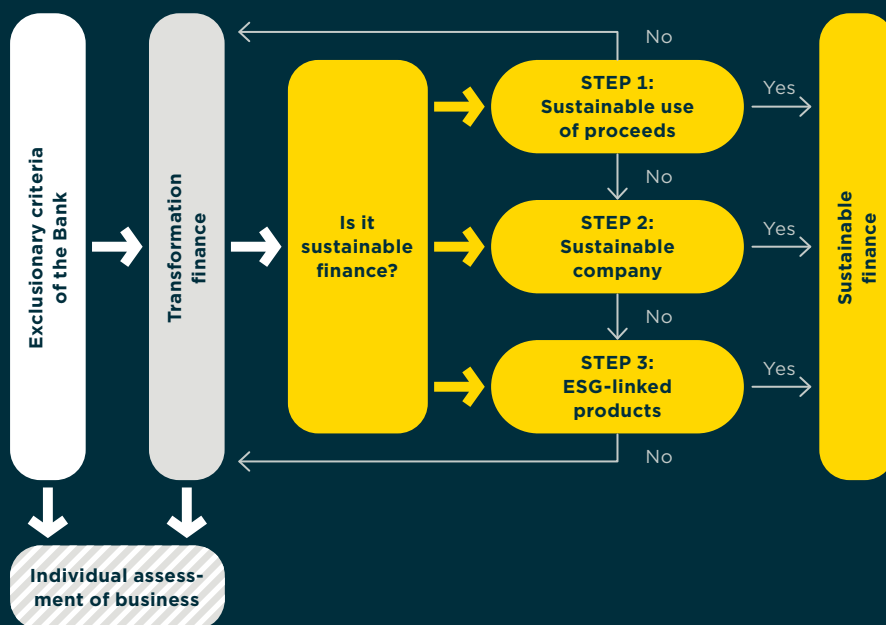 Exclusionary criteria
of the Bank
Transformation
finance
Is it
sustainable
finance?
No
STEP 1:
Sustainable use
of proceeds
Yes
No
STEP 2:
Sustainable
company
Yes
No
STEP 3:
ESG-linked
products
Yes
No
Sustainable
finance
Individual assess-
ment of business